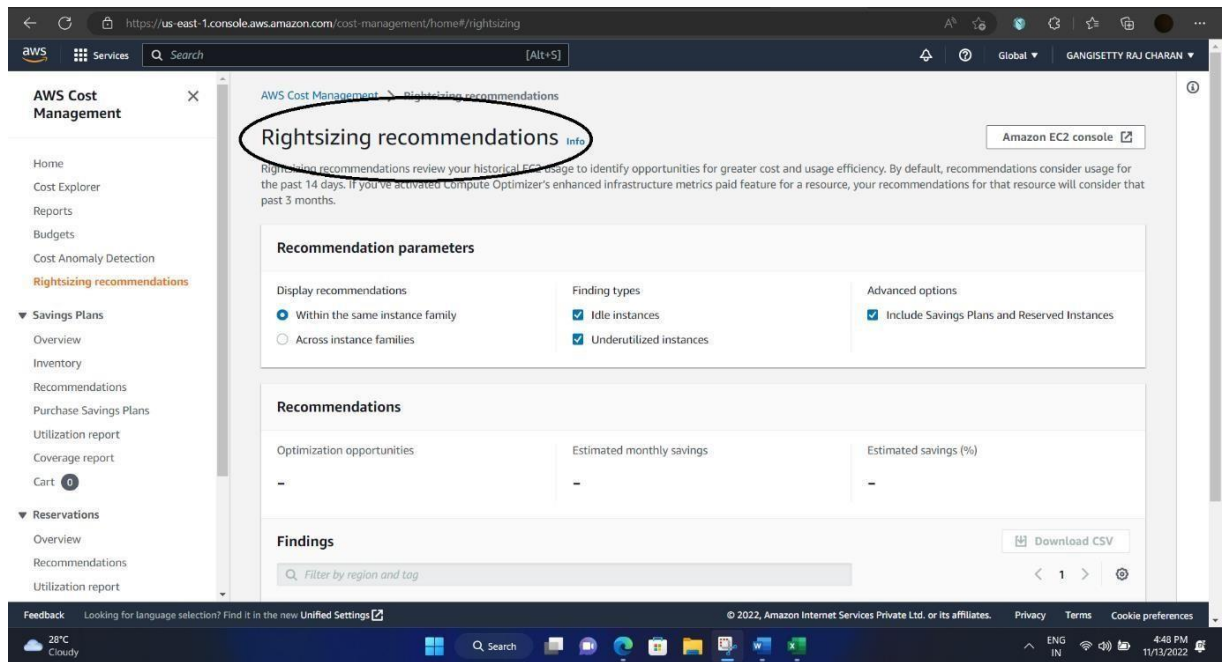 https://us-east-1.console.aws.amazon.com/cost-management/home#/rightsizing
aws Services Search [Alt+S] Global GANGISETTY RAJ CHARAN
AWS Cost Management
AWS Cost Management > Rightsizing recommendations
Rightsizing recommendations Info
Amazon EC2 console
Rightsizing recommendations review your historical EC2 usage to identify opportunities for greater cost and usage efficiency. By default, recommendations consider usage for
the past 14 days. If you've activated Compute Optimizer's enhanced infrastructure metrics paid feature for a resource, your recommendations for that resource will consider that
past 3 months.
Home
Cost Explorer
Reports
Budgets
Cost Anomaly Detection
Rightsizing recommendations
Savings Plans
Overview
Inventory
Recommendations
Purchase Savings Plans
Utilization report
Coverage report
Cart 0
Reservations
Overview
Recommendations
Utilization report
Recommendation parameters
Display recommendations
Within the same instance family
Across instance families
Finding types
Idle instances
Underutilized instances
Advanced options
Include Savings Plans and Reserved Instances
Recommendations
Optimization opportunities
–
Estimated monthly savings
–
Estimated savings (%)
–
Findings
Download CSV
Filter by region and tag
< 1 >
Feedback Looking for language selection? Find it in the new Unified Settings © 2022, Amazon Internet Services Private Ltd. or its affiliates. Privacy Terms Cookie preferences
28°C
Cloudy
Search
ENG
IN
4:48 PM
11/13/2022